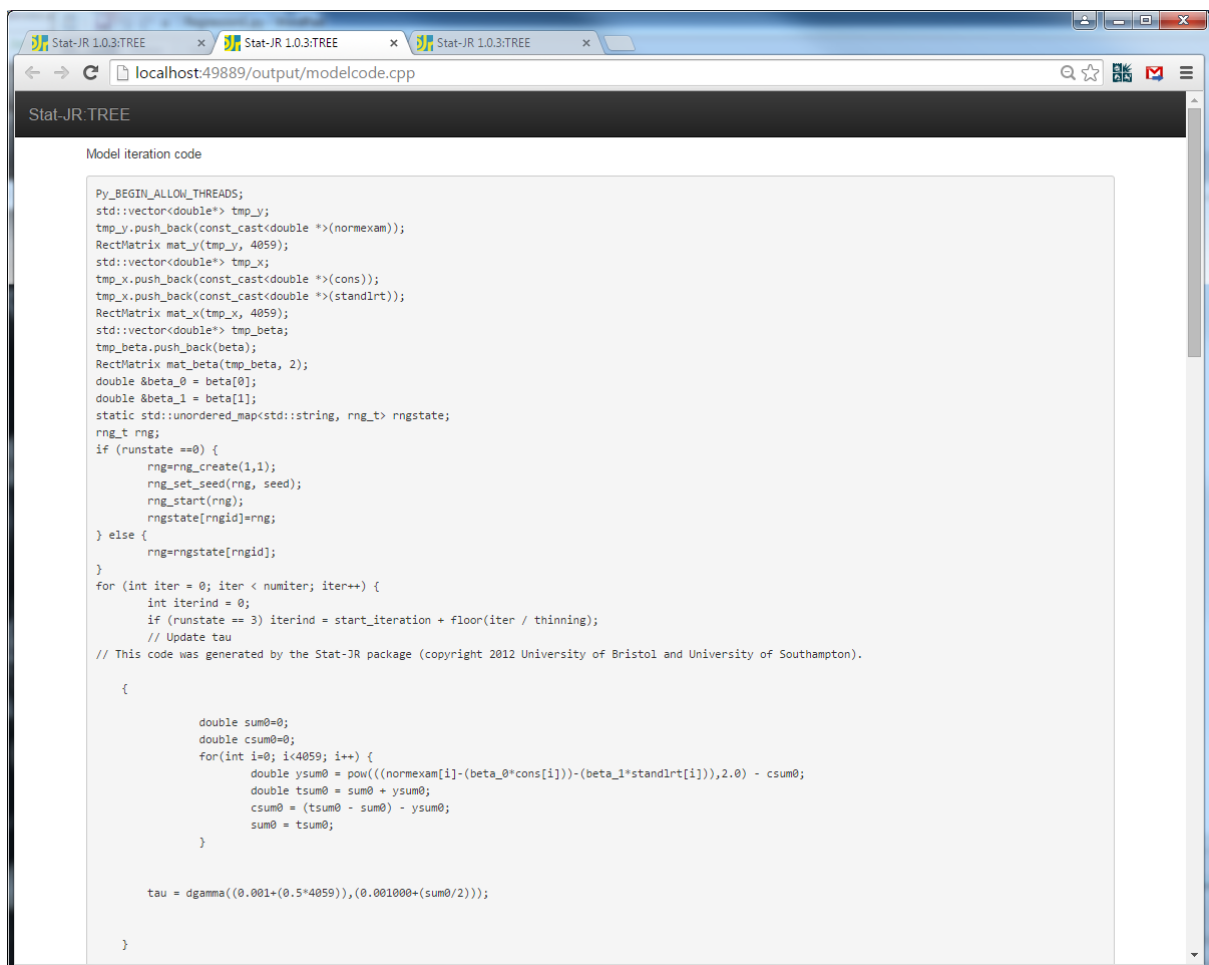 Stat-JR 1.0.3:TREE
Stat-JR 1.0.3:TREE
Stat-JR 1.0.3:TREE
localhost:49889/output/modelcode.cpp
Stat-JR:TREE
Model iteration code
Py_BEGIN_ALLOW_THREADS;
std::vector<double*> tmp_y;
tmp_y.push_back(const_cast<double *>(normexam));
RectMatrix mat_y(tmp_y, 4059);
std::vector<double*> tmp_x;
tmp_x.push_back(const_cast<double *>(cons));
tmp_x.push_back(const_cast<double *>(standlrt));
RectMatrix mat_x(tmp_x, 4059);
std::vector<double*> tmp_beta;
tmp_beta.push_back(beta);
RectMatrix mat_beta(tmp_beta, 2);
double &beta_0 = beta[0];
double &beta_1 = beta[1];
static std::unordered_map<std::string, rng_t> rngstate;
rng_t rng;
if (runstate ==0) {
rng=rng_create(1,1);
rng_set_seed(rng, seed);
rng_start(rng);
rngstate[rngid]=rng;
} else {
rng=rngstate[rngid];
}
for (int iter = 0; iter < numiter; iter++) {
int iterind = 0;
if (runstate == 3) iterind = start_iteration + floor(iter / thinning);
// Update tau
// This code was generated by the Stat-JR package (copyright 2012 University of Bristol and University of Southampton).
{
double sum0=0;
double csum0=0;
for(int i=0; i<4059; i++) {
double ysum0 = pow(((normexam[i]-(beta_0*cons[i]))-(beta_1*standlrt[i])),2.0) - csum0;
double tsum0 = sum0 + ysum0;
csum0 = (tsum0 - sum0) - ysum0;
sum0 = tsum0;
}
tau = dgamma((0.001+(0.5*4059)),(0.001000+(sum0/2)));
}